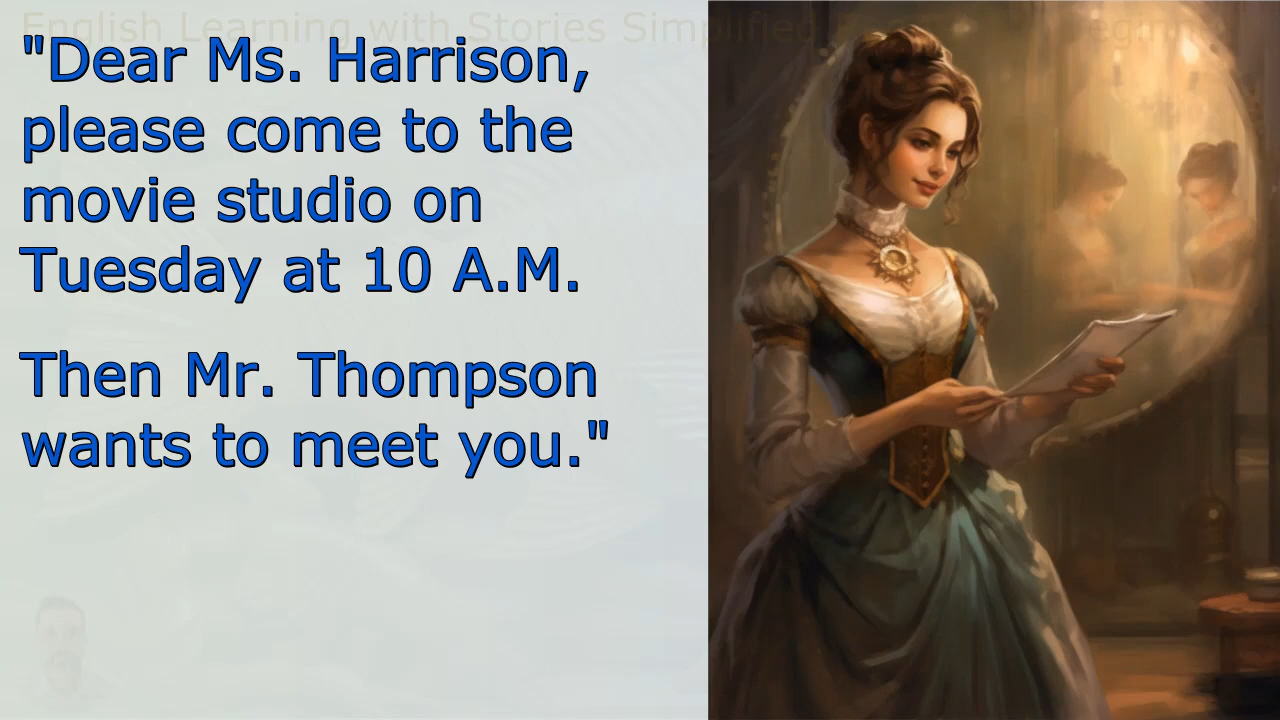 English Learning with Stories Simplified
"Dear Ms. Harrison,
please come to the
movie studio on
Tuesday at 10 A.M.
Then Mr. Thompson
wants to meet you."